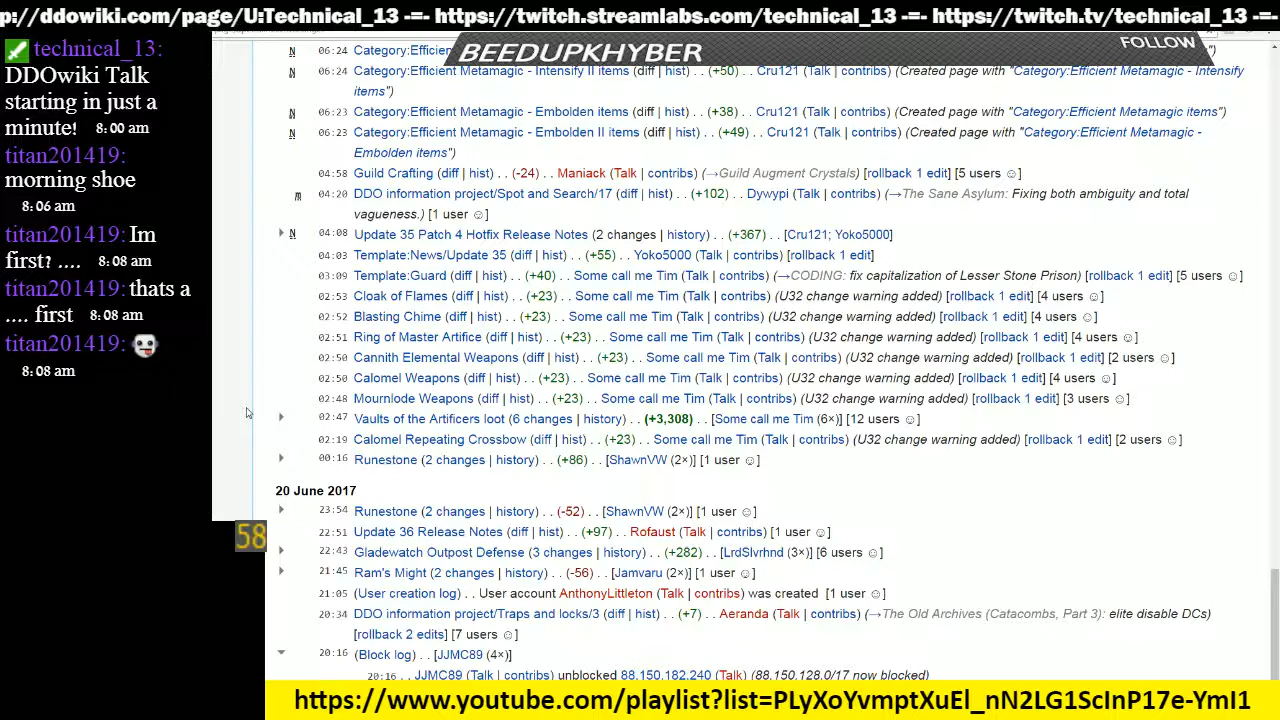 p://ddowiki.com/page/U:Technical_13 -=- https://twitch.streamlabs.com/technical_13 -=- https://twitch.tv/technical_13 -=-
BEEDUPKHYBER
FOLLOW
technical_13:
DDOwiki Talk
starting in just a
minute! 8:00 am
titan201419:
morning shoe
8:06 am
titan201419: Im
first? .... 8:08 am
titan201419: thats a
.... first 8:08 am
titan201419:
8:08 am
N 06:24 Category:Efficien
N 06:24 Category:Efficient Metamagic - Intensify II items (diff | hist) . . (+50) . . Cru121 (Talk | contribs) (Created page with "Category:Efficient Metamagic - Intensify
items")
N 06:23 Category:Efficient Metamagic - Embolden items (diff | hist) . . (+38) . . Cru121 (Talk | contribs) (Created page with "Category:Efficient Metamagic items")
N 06:23 Category:Efficient Metamagic - Embolden II items (diff | hist) . . (+49) . . Cru121 (Talk | contribs) (Created page with "Category:Efficient Metamagic -
Embolden items")
04:58 Guild Crafting (diff | hist) . . (-24) . . Maniack (Talk | contribs) (→Guild Augment Crystals) [rollback 1 edit] [5 users ☺]
m 04:20 DDO information project/Spot and Search/17 (diff | hist) . . (+102) . . Dywypi (Talk | contribs) (→The Sane Asylum: Fixing both ambiguity and total
vagueness.) [1 user ☺]
N 04:08 Update 35 Patch 4 Hotfix Release Notes (2 changes | history) . . (+367) . . [Cru121; Yoko5000]
04:03 Template:News/Update 35 (diff | hist) . . (+55) . . Yoko5000 (Talk | contribs) [rollback 1 edit]
03:09 Template:Guard (diff | hist) . . (+40) . . Some call me Tim (Talk | contribs) (→CODING: fix capitalization of Lesser Stone Prison) [rollback 1 edit] [5 users ☺]
02:53 Cloak of Flames (diff | hist) . . (+23) . . Some call me Tim (Talk | contribs) (U32 change warning added) [rollback 1 edit] [4 users ☺]
02:52 Blasting Chime (diff | hist) . . (+23) . . Some call me Tim (Talk | contribs) (U32 change warning added) [rollback 1 edit] [4 users ☺]
02:51 Ring of Master Artifice (diff | hist) . . (+23) . . Some call me Tim (Talk | contribs) (U32 change warning added) [rollback 1 edit] [4 users ☺]
02:50 Cannith Elemental Weapons (diff | hist) . . (+23) . . Some call me Tim (Talk | contribs) (U32 change warning added) [rollback 1 edit] [2 users ☺]
02:50 Calomel Weapons (diff | hist) . . (+23) . . Some call me Tim (Talk | contribs) (U32 change warning added) [rollback 1 edit] [4 users ☺]
02:48 Mournlode Weapons (diff | hist) . . (+23) . . Some call me Tim (Talk | contribs) (U32 change warning added) [rollback 1 edit] [3 users ☺]
02:47 Vaults of the Artificers loot (6 changes | history) . . (+3,308) . . [Some call me Tim (6×)] [12 users ☺]
02:19 Calomel Repeating Crossbow (diff | hist) . . (+23) . . Some call me Tim (Talk | contribs) (U32 change warning added) [rollback 1 edit] [2 users ☺]
00:16 Runestone (2 changes | history) . . (+86) . . [ShawnVW (2×)] [1 user ☺]
20 June 2017
23:54 Runestone (2 changes | history) . . (-52) . . [ShawnVW (2×)] [1 user ☺]
58
22:51 Update 36 Release Notes (diff | hist) . . (+97) . . Rofaust (Talk | contribs) [1 user ☺]
22:43 Gladewatch Outpost Defense (3 changes | history) . . (+282) . . [LrdSlvrhnd (3×)] [6 users ☺]
21:45 Ram's Might (2 changes | history) . . (-56) . . [Jamvaru (2×)] [1 user ☺]
21:05 (User creation log) . . User account AnthonyLittleton (Talk | contribs) was created [1 user ☺]
20:34 DDO information project/Traps and locks/3 (diff | hist) . . (+7) . . Aeranda (Talk | contribs) (→The Old Archives (Catacombs, Part 3): elite disable DCs)
[rollback 2 edits] [7 users ☺]
20:16 (Block log) . . [JJMC89 (4×)]
20:16 . . JJMC89 (Talk | contribs) unblocked 88.150.182.240 (Talk) (88.150.128.0/17 now blocked)
https://www.youtube.com/playlist?list=PLyXoYvmptXuEl_nN2LG1ScInP17e-YmI1